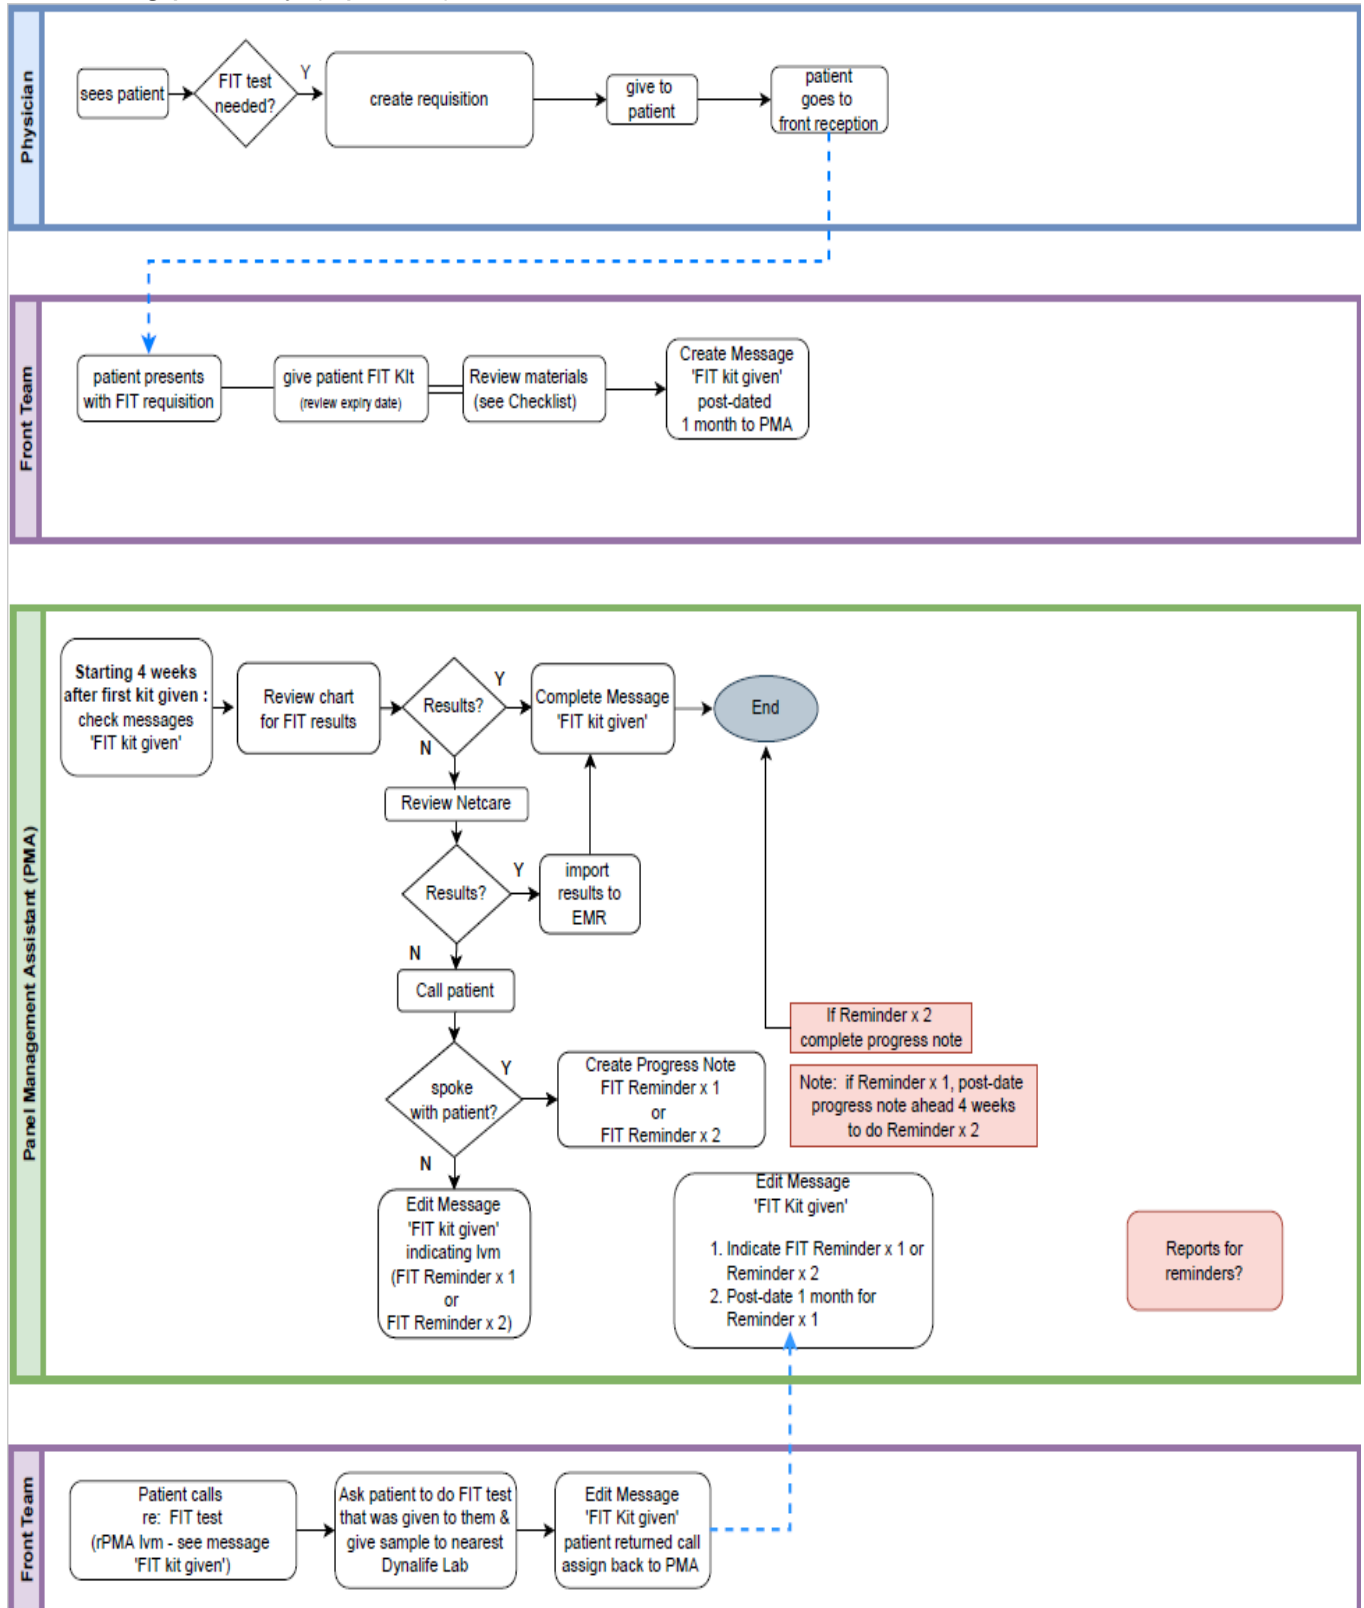 Physician
sees patient
FIT test
needed?
Y
create requisition
give to
patient
patient
goes to
front reception
Front Team
patient presents
with FIT requisition
give patient FIT KIt
(review expiry date)
Review materials
(see Checklist)
Create Message
'FIT kit given'
post-dated
1 month to PMA
Panel Management Assistant (PMA)
Starting 4 weeks
after first kit given :
check messages
'FIT kit given'
Review chart
for FIT results
Results?
Y
N
Complete Message
'FIT kit given'
End
Review Netcare
Results?
Y
N
import
results to
EMR
Call patient
spoke
with patient?
Y
N
Create Progress Note
FIT Reminder x 1
or
FIT Reminder x 2
If Reminder x 2
complete progress note
Note: if Reminder x 1, post-date
progress note ahead 4 weeks
to do Reminder x 2
Edit Message
'FIT kit given'
indicating lvm
(FIT Reminder x 1
or
FIT Reminder x 2)
Edit Message
'FIT Kit given'
1. Indicate FIT Reminder x 1 or
Reminder x 2
2. Post-date 1 month for
Reminder x 1
Reports for
reminders?
Front Team
Patient calls
re: FIT test
(rPMA lvm - see message
'FIT kit given')
Ask patient to do FIT test
that was given to them &
give sample to nearest
Dynalife Lab
Edit Message
'FIT Kit given'
patient returned call
assign back to PMA